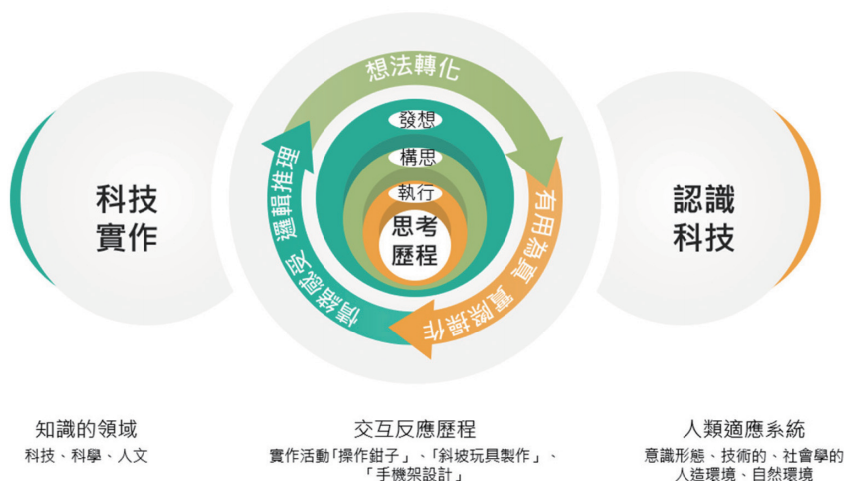 想法轉化
發想
構思
執行
思考
歷程
邏輯推理
情緒感受
有用為真
實際操作
科技
實作
認識
科技
知識的領域
科技、科學、人文
交互反應歷程
實作活動「操作鉗子」、「斜坡玩具製作」、
「手機架設計」
人類適應系統
意識形態、技術的、社會學的
人造環境、自然環境